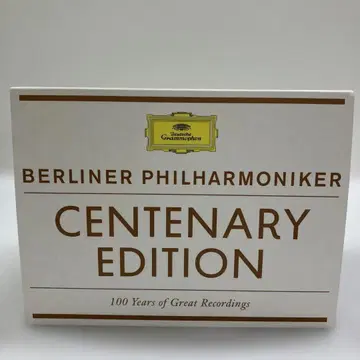 Deutsche
Grammophon
BERLINER PHILHARMONIKER
CENTENARY
EDITION
100 Years of Great Recordings